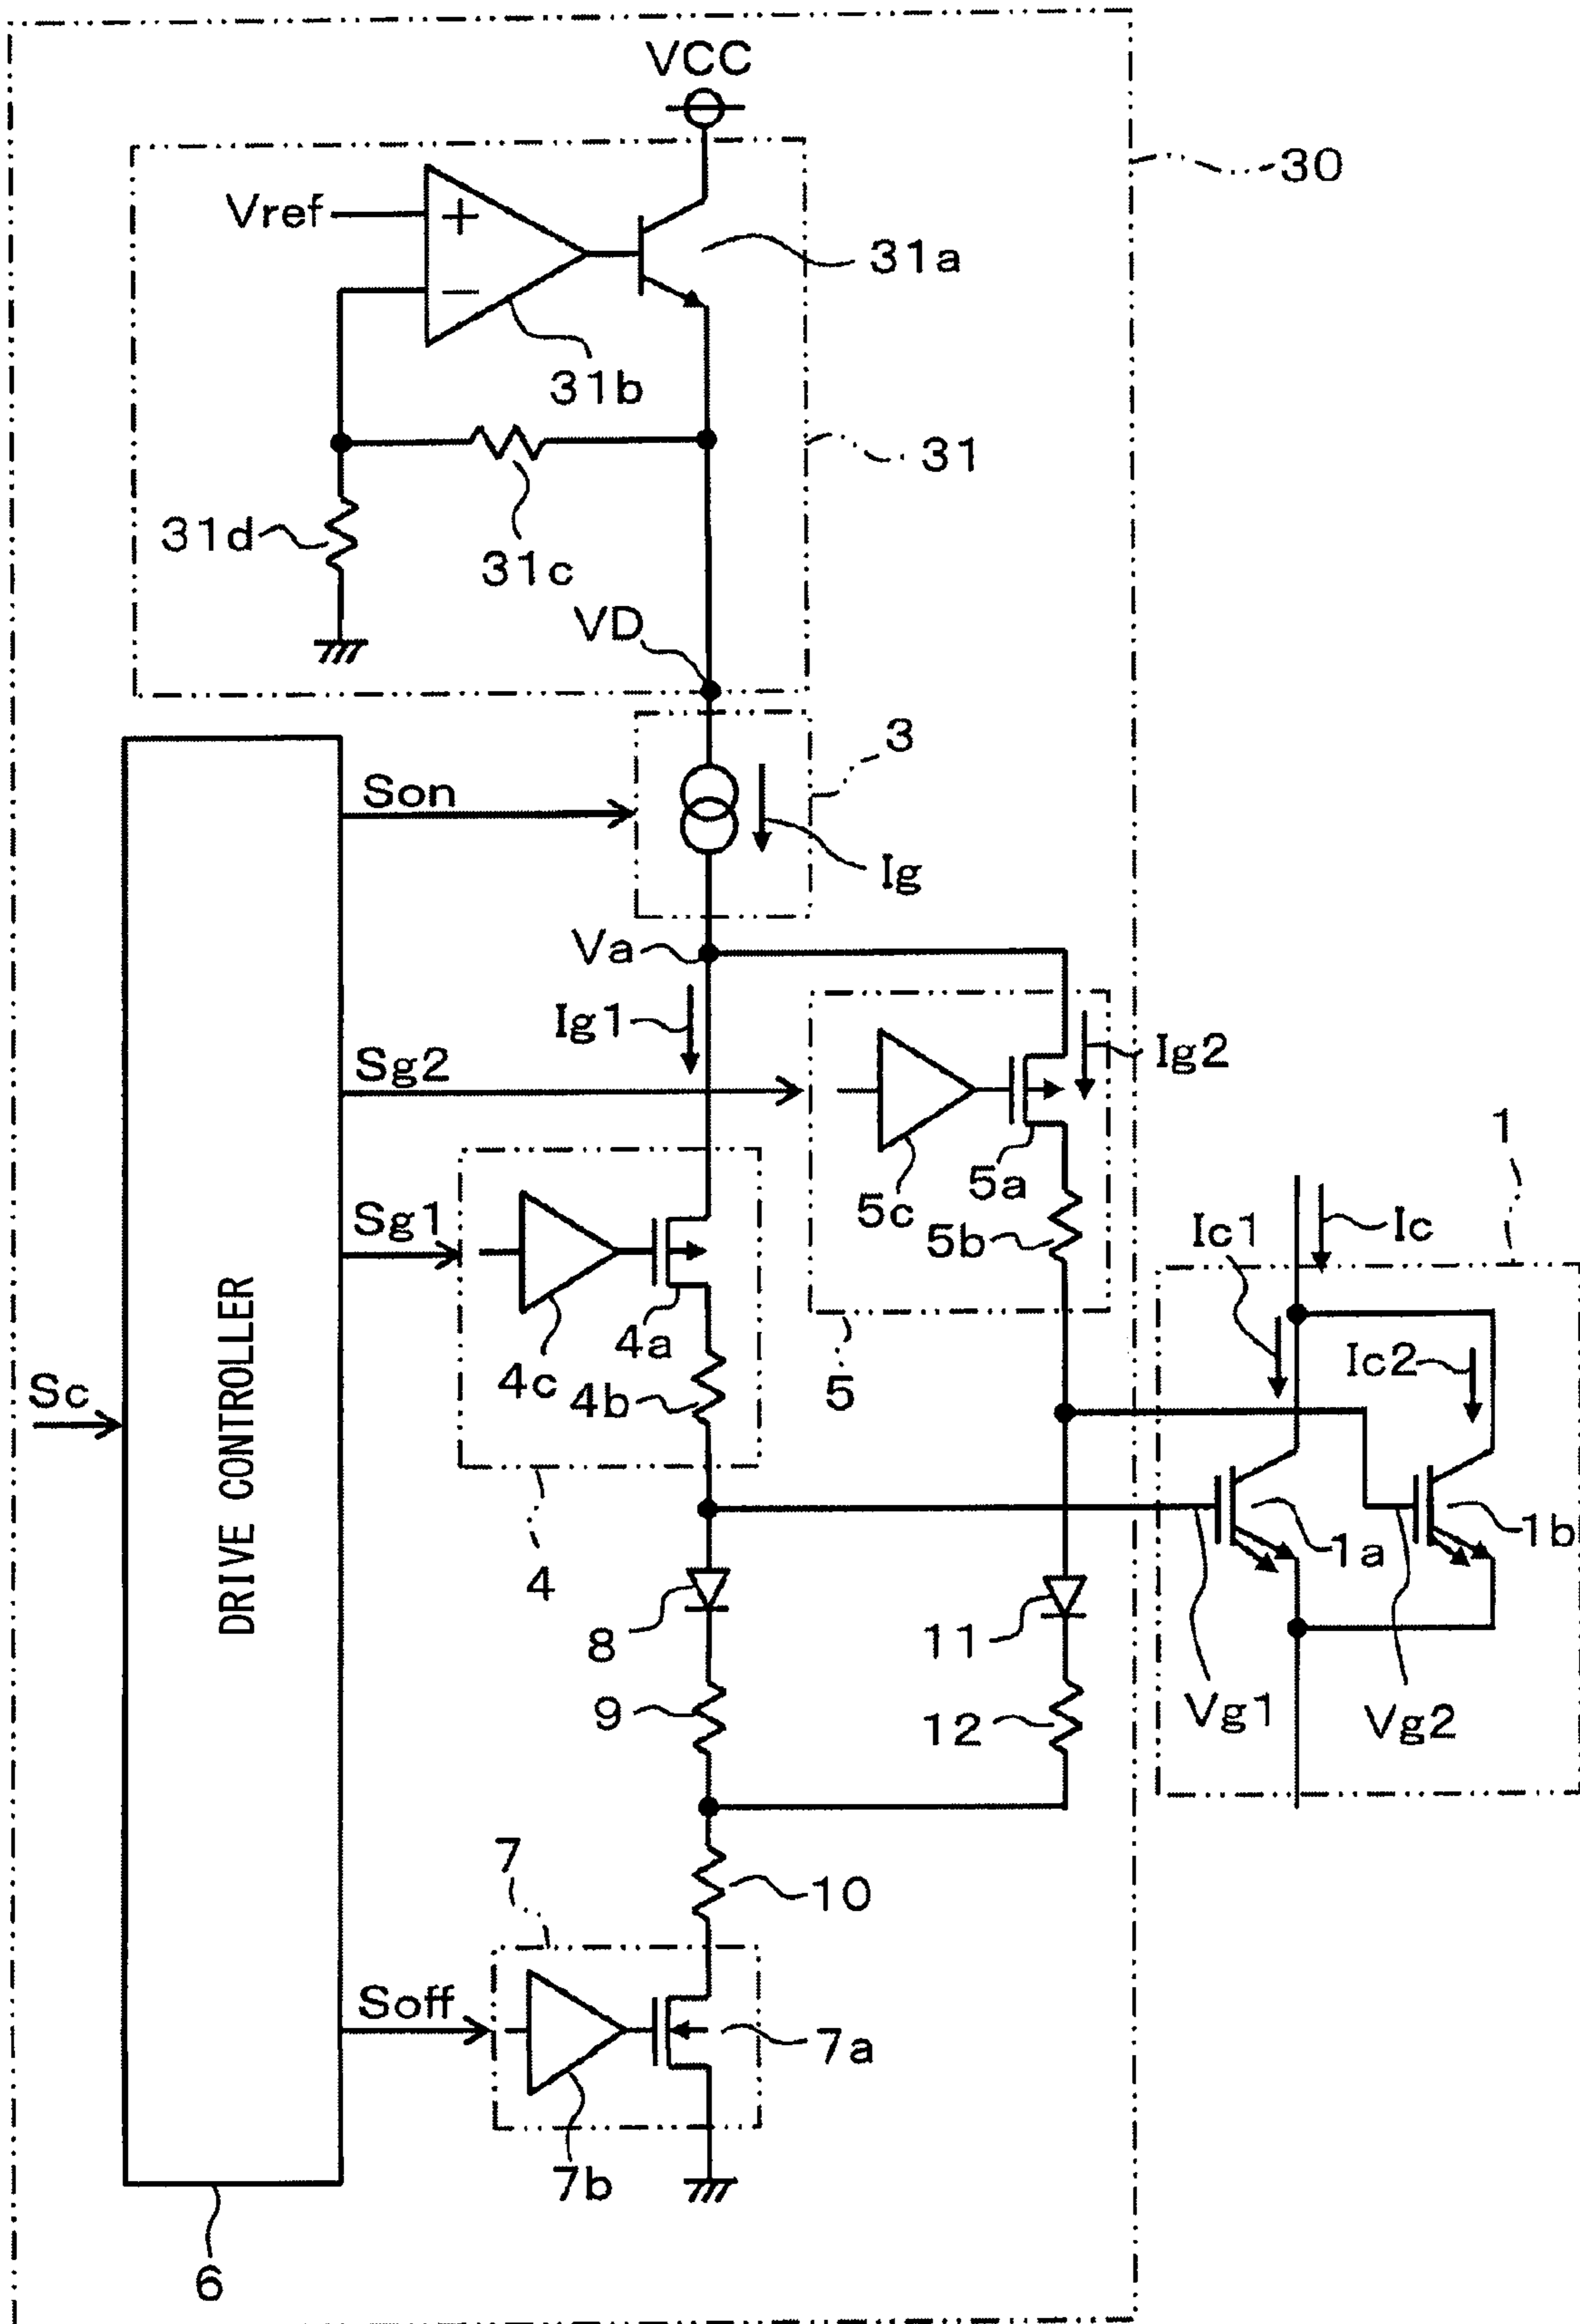 VCC
30
Vref
+
31a
−
31b
31
31d
31c
VD
3
Son
Ig
Va
Ig1
Ig2
Sg2
1
5a
5c
Sg1
Ic1
Ic
5b
DRIVE CONTROLLER
4a
Ic2
4c
Sc
4b
5
1b
1a
4
8
11
9
12
Vg1
Vg2
7
10
Soff
7a
7b
6